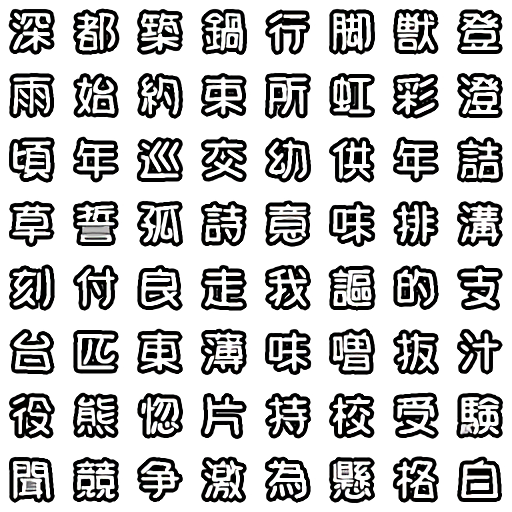 深都築鍋行脚獣登
雨始約束所虹彩澄
頃年巡交幼供年詰
草誓孤詩意味排溝
刻付良走我謳的支
台匹東薄味噌抜汁
役熊惚片持校受験
聞競争激為懸格白